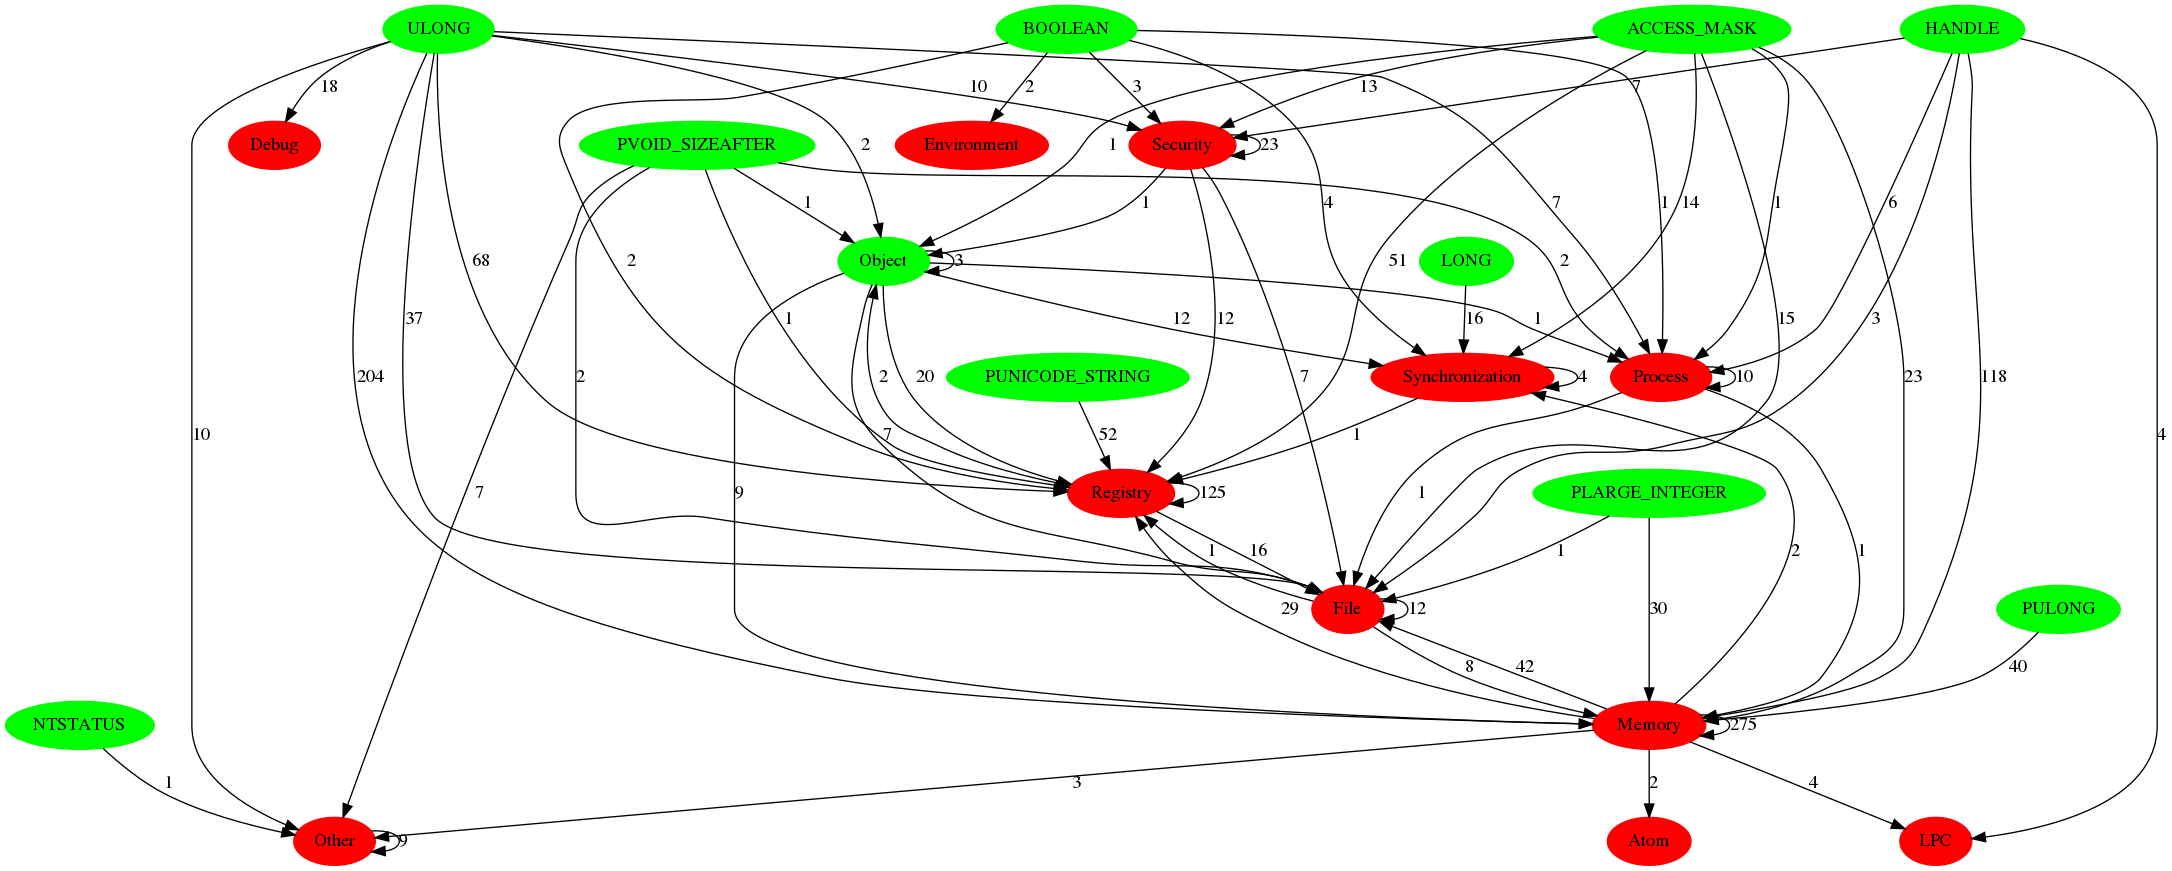 ULONG
BOOLEAN
ACCESS_MASK
HANDLE
18
10
2
3
13
7
Debug
PVOID_SIZEAFTER
Environment
Security
23
2
1
1
1
4
7
1
14
1
6
68
2
Object
3
2
51
LONG
204
37
7
2
1
2
20
12
12
7
1
16
15
3
23
118
PUNICODE_STRING
Synchronization
4
Process
10
10
7
52
1
4
9
Registry
125
1
PLARGE_INTEGER
1
16
1
2
1
29
File
12
30
PULONG
8
42
40
NTSTATUS
Memory
275
1
3
2
4
Other
9
Atom
LPC